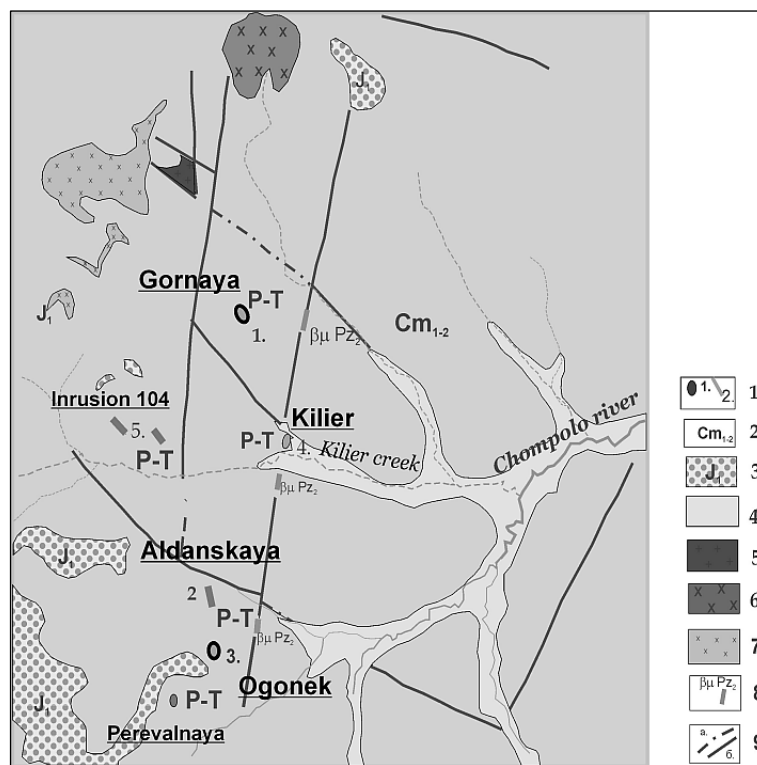 J₁
Gornaya
P-T
1.
βμ Pz₂
Cm₁₋₂
J₁
Inrusion 104
5.
P-T
Kilier
P-T
4.
Kilier creek
Chompolo river
βμ Pz₂
J₁
Aldanskaya
2
P-T
βμ Pz₂
3.
Ogonek
J₁
P-T
Perevalnaya
1. 2. 1
Cm₁₋₂ 2
J₁ 3
4
5
6
7
βμ Pz₂ 8
а. б. 9